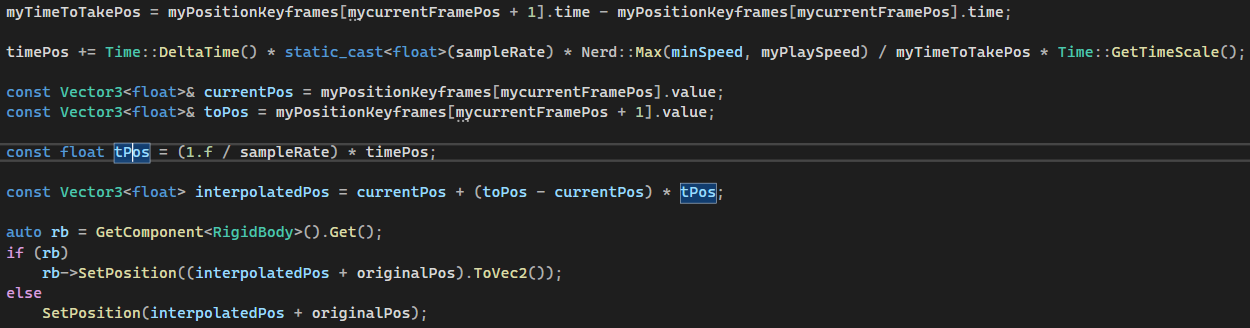 myTimeToTakePos = myPositionKeyframes[mycurrentFramePos + 1].time - myPositionKeyframes[mycurrentFramePos].time;
timePos += Time::DeltaTime() * static_cast<float>(sampleRate) * Nerd::Max(minSpeed, myPlaySpeed) / myTimeToTakePos * Time::GetTimeScale();
const Vector3<float>& currentPos = myPositionKeyframes[mycurrentFramePos].value;
const Vector3<float>& toPos = myPositionKeyframes[mycurrentFramePos + 1].value;
const float tPos = (1.f / sampleRate) * timePos;
const Vector3<float> interpolatedPos = currentPos + (toPos - currentPos) * tPos;
auto rb = GetComponent<RigidBody>().Get();
if (rb)
    rb->SetPosition((interpolatedPos + originalPos).ToVec2());
else
    SetPosition(interpolatedPos + originalPos);